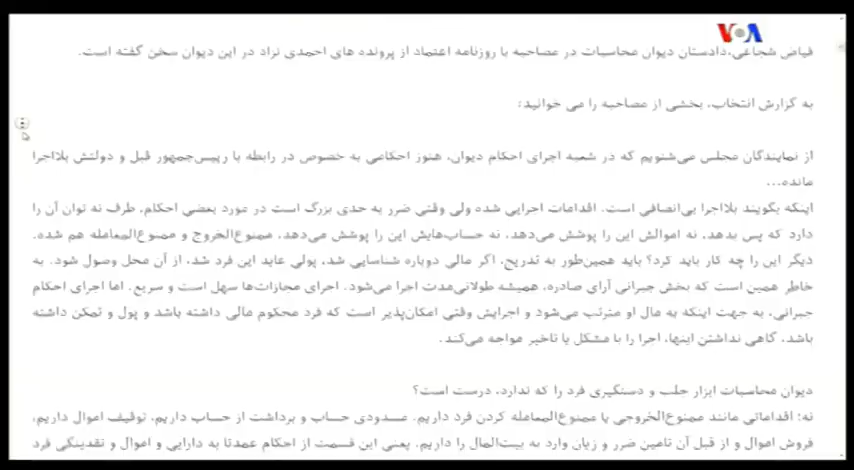 VOA
فیاض شجاعی،دادستان دیوان محاسبات در مصاحبه با روزنامه اعتماد از پرونده های احمدی نژاد در این دیوان سخن گفته است.
به گزارش انتخاب، بخشی از مصاحبه را می خوانید:
از نمایندگان مجلس می‌شنویم که در شعبه اجرای احکام دیوان، هنوز احکامی به خصوص در رابطه با رییس‌جمهور قبل و دولتش بلااجرا
مانده...
اینکه بگویند بلااجرا بی‌انصافی است. اقدامات اجرایی شده ولی وقتی ضرر به حدی بزرگ است در مورد بعضی احکام، طرف نه توان آن را
دارد که پس بدهد، نه اموالش این را پوشش می‌دهد، نه حساب‌هایش این را پوشش می‌دهد، ممنوع‌الخروج و ممنوع‌المعامله هم شده.
دیگر این را چه کار باید کرد؟ باید همین‌طور به تدریج، اگر مالی دوباره شناسایی شد، پولی عاید این فرد شد، از آن محل وصول شود. به
خاطر همین است که بخش جبرانی آرای صادره، همیشه طولانی‌مدت اجرا می‌شود. اجرای مجازات‌ها سهل است و سریع. اما اجرای احکام
جبرانی، به جهت اینکه به مال او مترتب می‌شود و اجرایش وقتی امکان‌پذیر است که فرد محکوم مالی داشته باشد و پول و تمکن داشته
باشد، گاهی نداشتن اینها، اجرا را با مشکل یا تاخیر مواجه می‌کند.
دیوان محاسبات ابزار جلب و دستگیری فرد را که ندارد، درست است؟
نه: اقداماتی مانند ممنوع‌الخروجی یا ممنوع‌المعامله کردن فرد داریم. مسدودی حساب و برداشت از حساب داریم، توقیف اموال داریم،
فروش اموال و از قبل آن تامین ضرر و زیان وارد به بیت‌المال را داریم. یعنی این قسمت از احکام عمدتا به دارایی و اموال و نقدینگی فرد